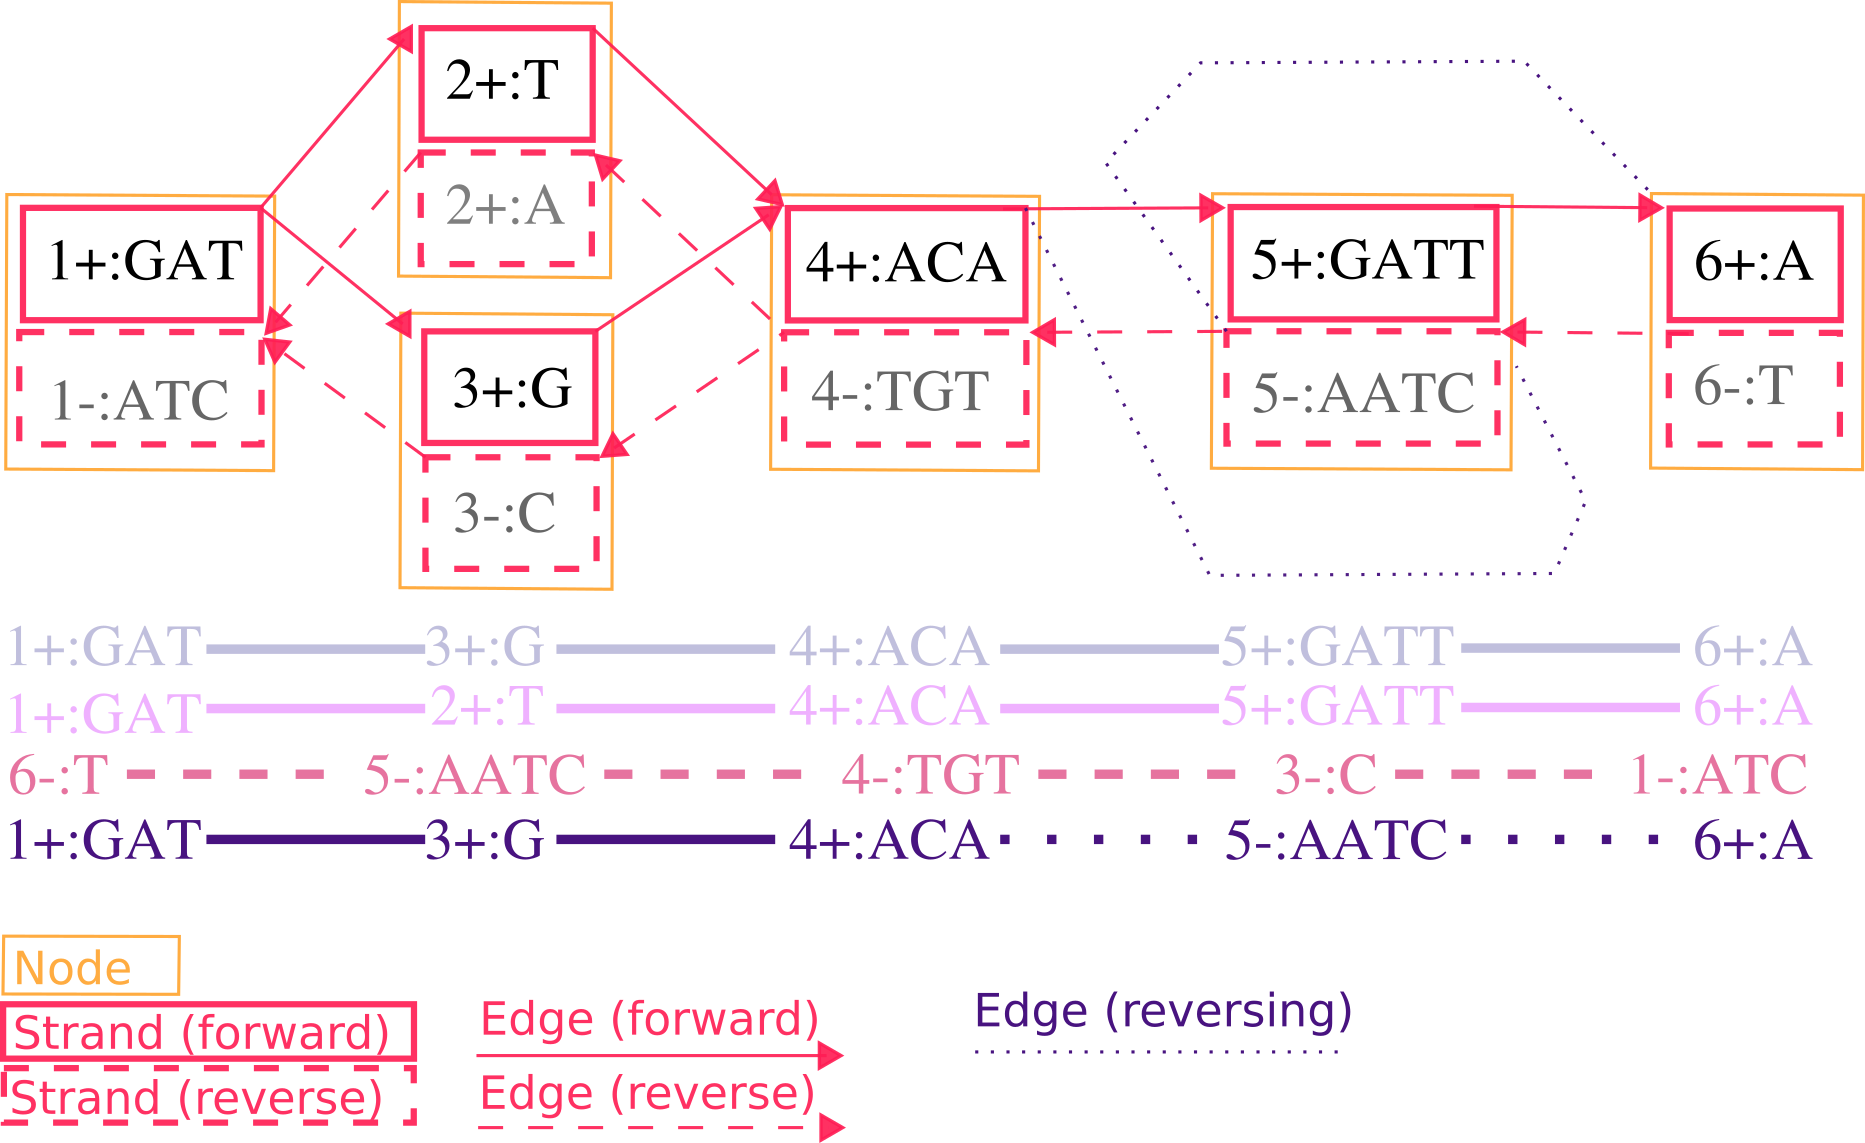 2+:T
2+:A
1+:GAT
4+:ACA
5+:GATT
6+:A
1-:ATC
3+:G
4-:TGT
5-:AATC
6-:T
3-:C
1+:GAT 3+:G 4+:ACA 5+:GATT 6+:A
1+:GAT 2+:T 4+:ACA 5+:GATT 6+:A
6-:T 5-:AATC 4-:TGT 3-:C 1-:ATC
1+:GAT 3+:G 4+:ACA 5-:AATC 6+:A
Node
Strand (forward)
Strand (reverse)
Edge (forward)
Edge (reverse)
Edge (reversing)